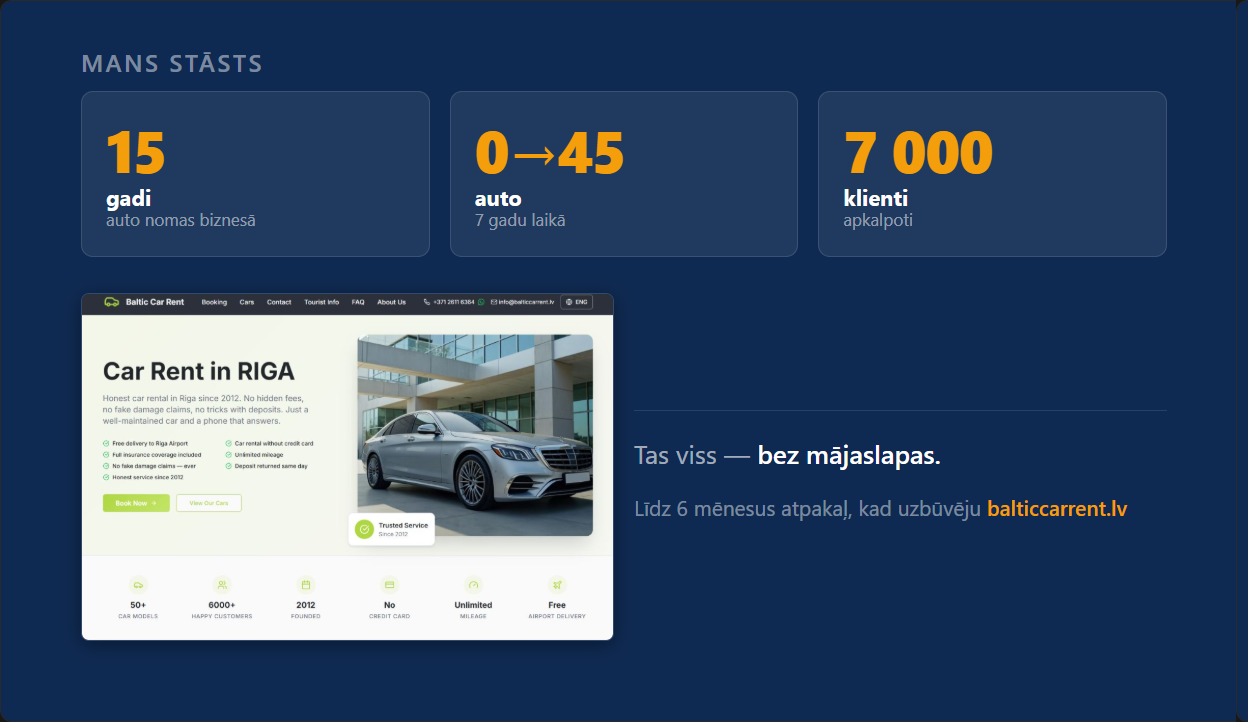 MANS STĀSTS
15
gadi
auto nomas biznesā
0→45
auto
7 gadu laikā
7 000
klienti
apkalpoti
Baltic Car Rent Booking Cars Contact Tourist Info FAQ About Us +371 2611 6364 info@balticcarrent.lv ENG
Car Rent in RIGA
Honest car rental in Riga since 2012. No hidden fees,
no fake damage claims, no tricks with deposits. Just a
well-maintained car and a phone that answers.
Free delivery to Riga Airport
Car rental without credit card
Full insurance coverage included
Unlimited mileage
No fake damage claims — ever
Deposit returned same day
Honest service since 2012
Book Now →
View Our Cars
Trusted Service
Since 2012
50+
CAR MODELS
6000+
HAPPY CUSTOMERS
2012
FOUNDED
No
CREDIT CARD
Unlimited
MILEAGE
Free
AIRPORT DELIVERY
Tas viss — bez mājaslapas.
Līdz 6 mēnesus atpakaļ, kad uzbūvēju balticcarrent.lv